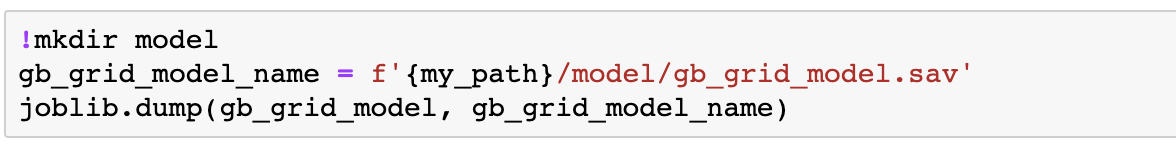 !mkdir model
gb_grid_model_name = f'{my_path}/model/gb_grid_model.sav'
joblib.dump(gb_grid_model, gb_grid_model_name)